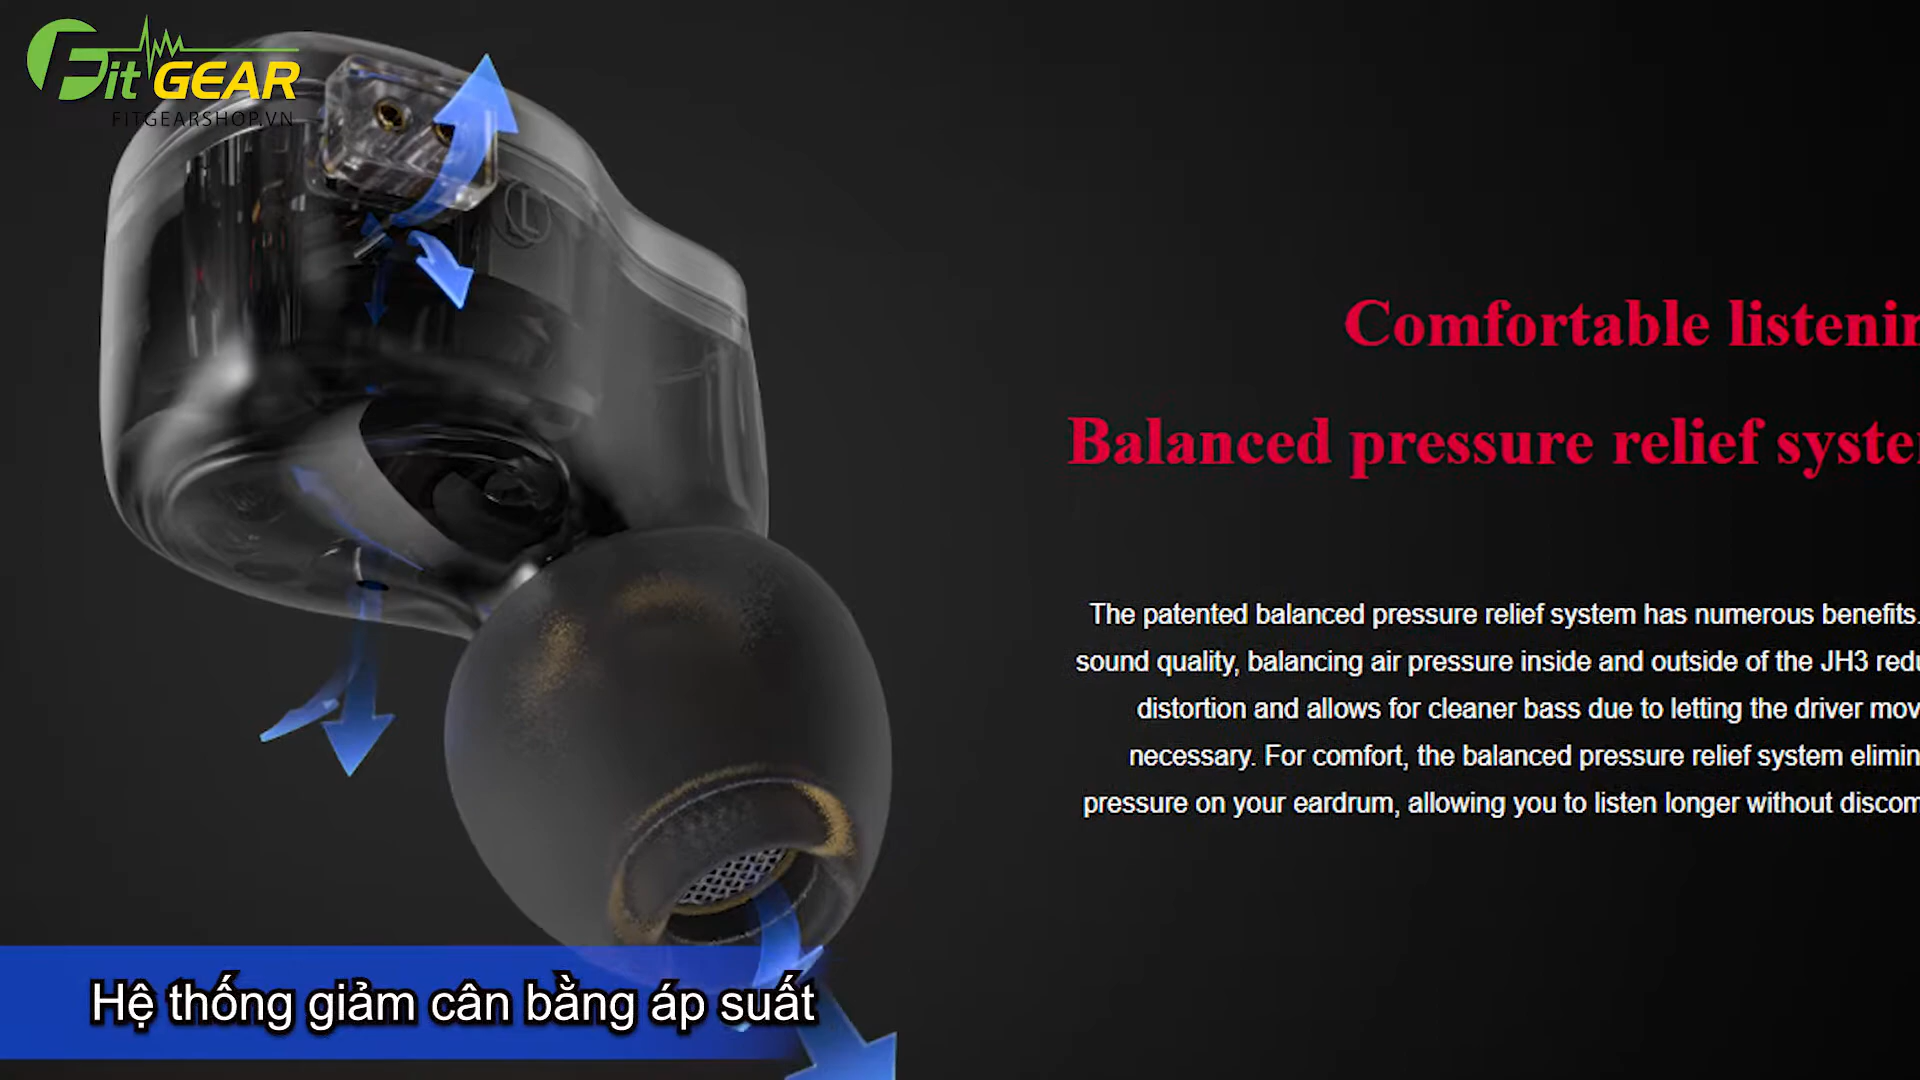 Fit GEAR
FITGEARSHOP.VN
L
Comfortable listenin
Balanced pressure relief syste
The patented balanced pressure relief system has numerous benefits.
sound quality, balancing air pressure inside and outside of the JH3 redu
distortion and allows for cleaner bass due to letting the driver mov
necessary. For comfort, the balanced pressure relief system elimin
pressure on your eardrum, allowing you to listen longer without discom
Hệ thống giảm cân bằng áp suất